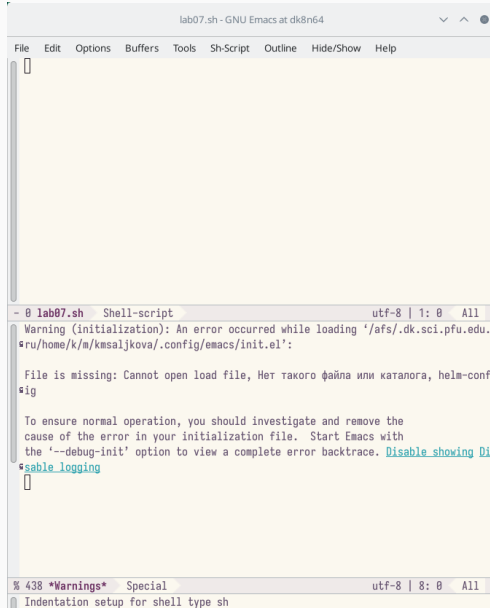 lab07.sh - GNU Emacs at dk8n64
File Edit Options Buffers Tools Sh-Script Outline Hide/Show Help
- 0 lab07.sh Shell-script utf-8 | 1: 0 All
Warning (initialization): An error occurred while loading ‘/afs/.dk.sci.pfu.edu.
ru/home/k/m/kmsaljkova/.config/emacs/init.el’:
File is missing: Cannot open load file, Нет такого файла или каталога, helm-conf
ig
To ensure normal operation, you should investigate and remove the
cause of the error in your initialization file.  Start Emacs with
the ‘--debug-init’ option to view a complete error backtrace. Disable showing Di
sable logging
% 438 *Warnings* Special utf-8 | 8: 0 All
Indentation setup for shell type sh